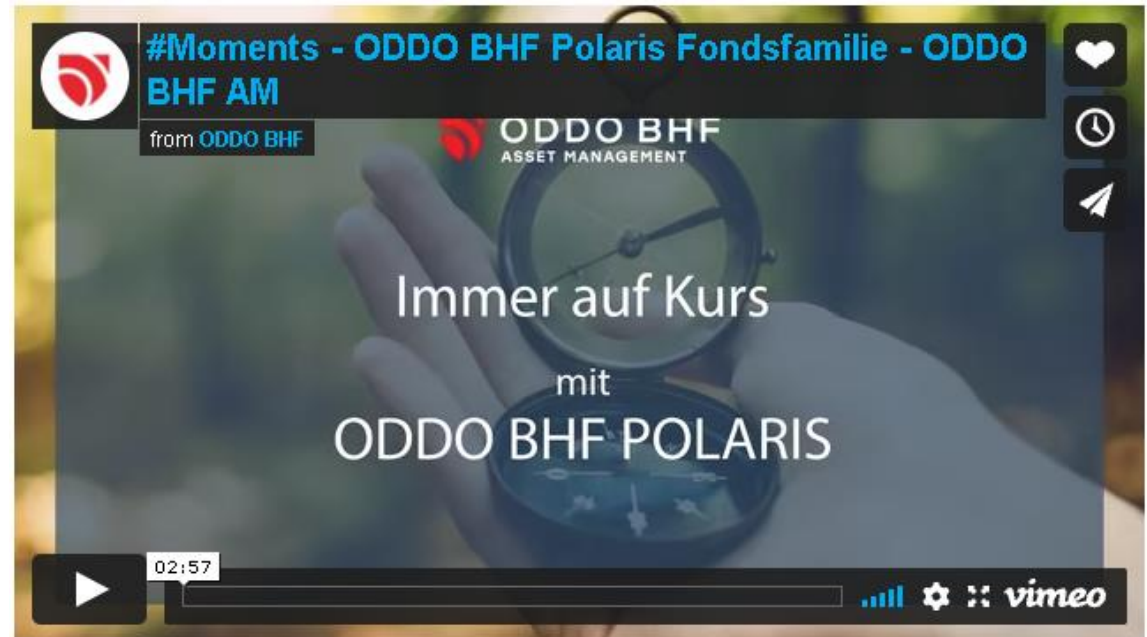 #Moments - ODDO BHF Polaris Fondsfamilie - ODDO
BHF AM
from ODDO BHF
ODDO BHF
ASSET MANAGEMENT
Immer auf Kurs
mit
ODDO BHF POLARIS
02:57
vimeo